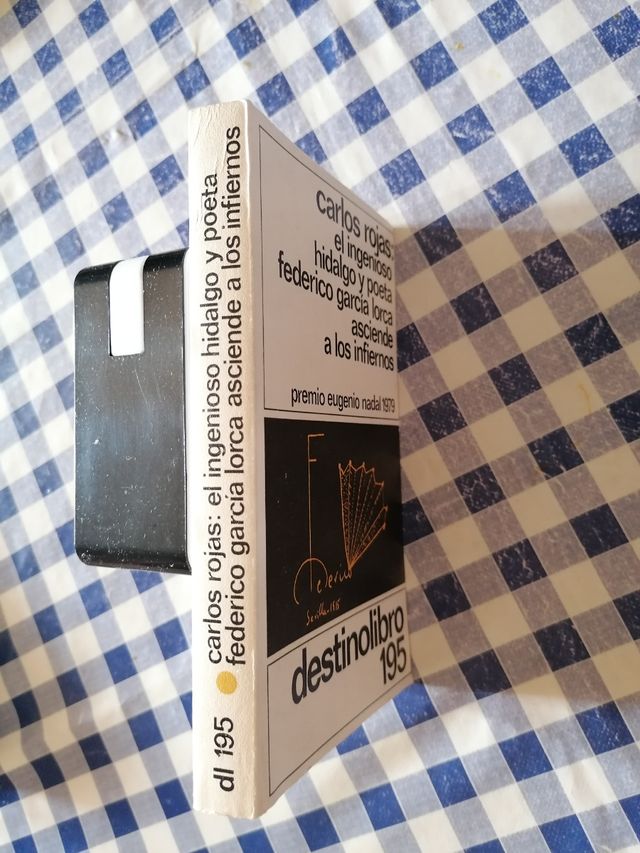 carlos rojas: el ingenioso hidalgo y poeta
federico garcía lorca asciende a los infiernos
dl 195
carlos rojas:
el ingenioso
hidalgo y poeta
federico garcía lorca
asciende
a los infiernos
premio eugenio nadal 1979
F
Federico
destinolibro
195